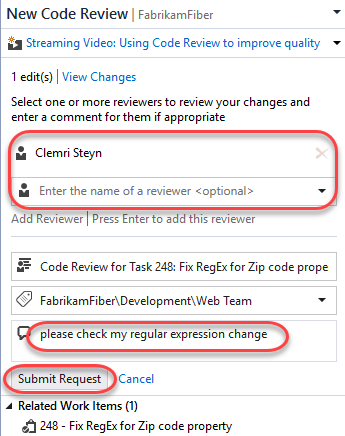 New Code Review | FabrikamFiber
Streaming Video: Using Code Review to improve quality
1 edit(s) | View Changes
Select one or more reviewers to review your changes and
enter a comment for them if appropriate
Clemri Steyn
Enter the name of a reviewer <optional>
Add Reviewer | Press Enter to add this reviewer
Code Review for Task 248: Fix RegEx for Zip code prope
FabrikamFiber\Development\Web Team
please check my regular expression change
Submit Request Cancel
Related Work Items (1)
248 - Fix RegEx for Zip code property